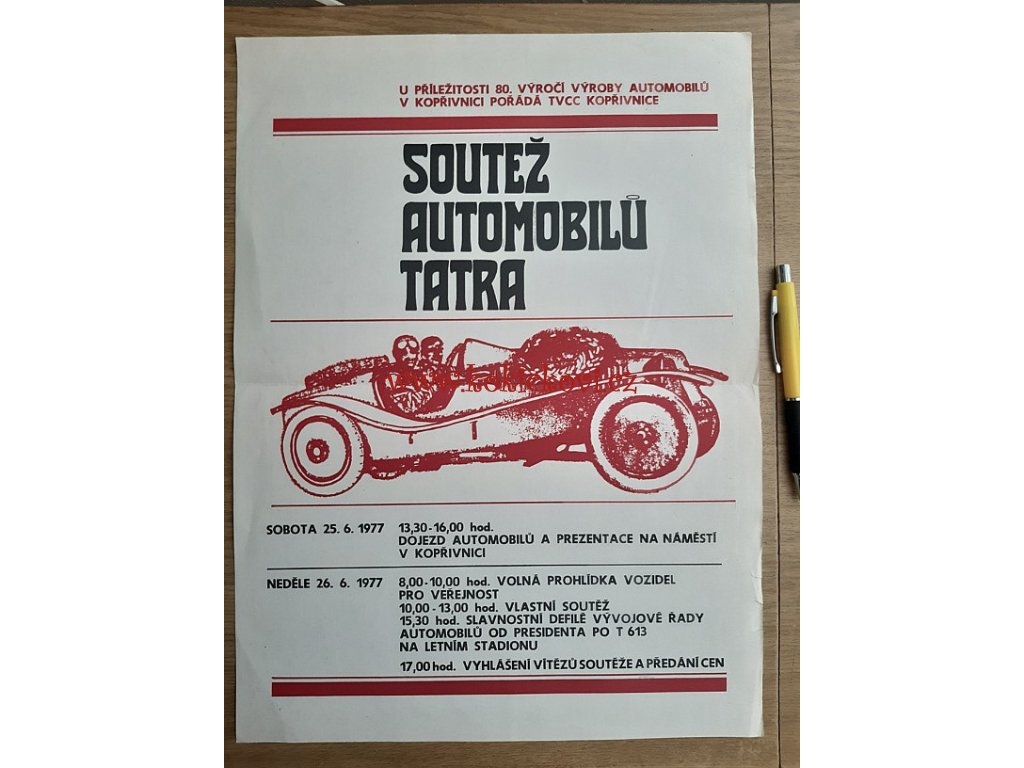 U PŘÍLEŽITOSTI 80. VÝROČÍ VÝROBY AUTOMOBILŮ
V KOPŘIVNICI POŘÁDÁ TVCC KOPŘIVNICE
SOUTEŽ
AUTOMOBILŮ
TATRA
SOBOTA 25. 6. 1977 13,30-16,00 hod.
DOJEZD AUTOMOBILŮ A PREZENTACE NA NÁMĚSTÍ
V KOPŘIVNICI
NEDĚLE 26. 6. 1977 8,00-10,00 hod. VOLNÁ PROHLÍDKA VOZIDEL
PRO VEŘEJNOST
10,00-13,00 hod. VLASTNÍ SOUTĚŽ
15,30 hod. SLAVNOSTNÍ DEFILÉ VÝVOJOVÉ ŘADY
AUTOMOBILŮ OD PRESIDENTA PO T 613
NA LETNÍM STADIONU
17,00 hod. VYHLÁŠENÍ VÍTĚZŮ SOUTĚŽE A PŘEDÁNÍ CEN